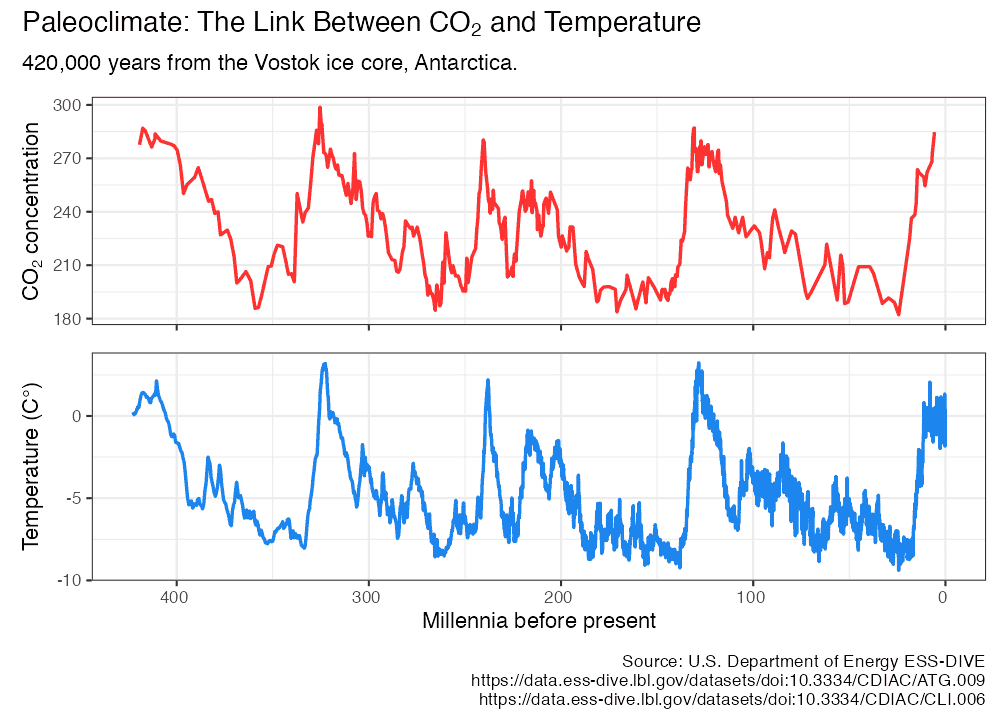 Paleoclimate: The Link Between CO₂ and Temperature
420,000 years from the Vostok ice core, Antarctica.
CO₂ concentration
300
270
240
210
180
Temperature (C°)
0
-5
-10
400
300
200
100
0
Millennia before present
Source: U.S. Department of Energy ESS-DIVE
https://data.ess-dive.lbl.gov/datasets/doi:10.3334/CDIAC/ATG.009
https://data.ess-dive.lbl.gov/datasets/doi:10.3334/CDIAC/CLI.006